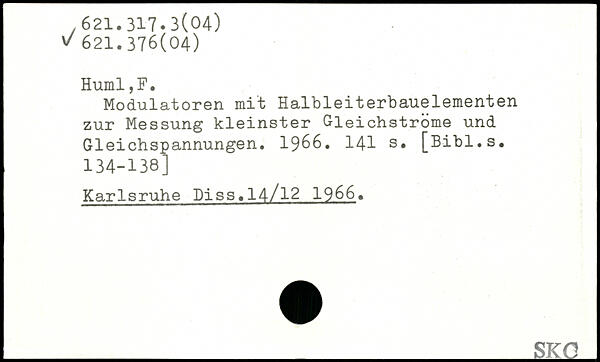 621.317.3(04)
✓ 621.376(04)
Huml,F.
Modulatoren mit Halbleiterbauelementen
zur Messung kleinster Gleichströme und
Gleichspannungen. 1966. 141 s. [Bibl.s.
134-138]
Karlsruhe Diss.14/12 1966.
SKC